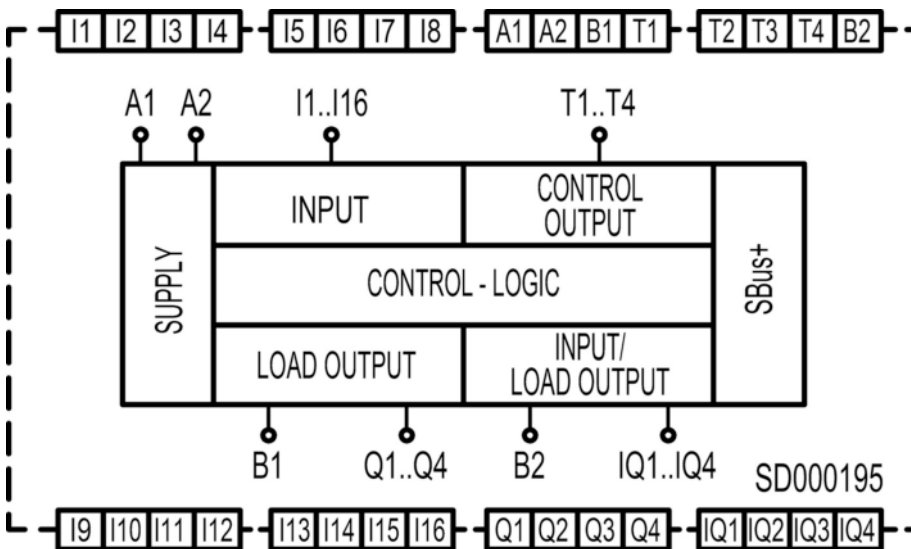 I1 I2 I3 I4 I5 I6 I7 I8 A1 A2 B1 T1 T2 T3 T4 B2
A1 A2 I1..I16 T1..T4
SUPPLY
INPUT
CONTROL
OUTPUT
CONTROL - LOGIC
LOAD OUTPUT
INPUT/
LOAD OUTPUT
SBus+
B1 Q1..Q4 B2 IQ1..IQ4
SD000195
I9 I10 I11 I12 I13 I14 I15 I16 Q1 Q2 Q3 Q4 IQ1 IQ2 IQ3 IQ4